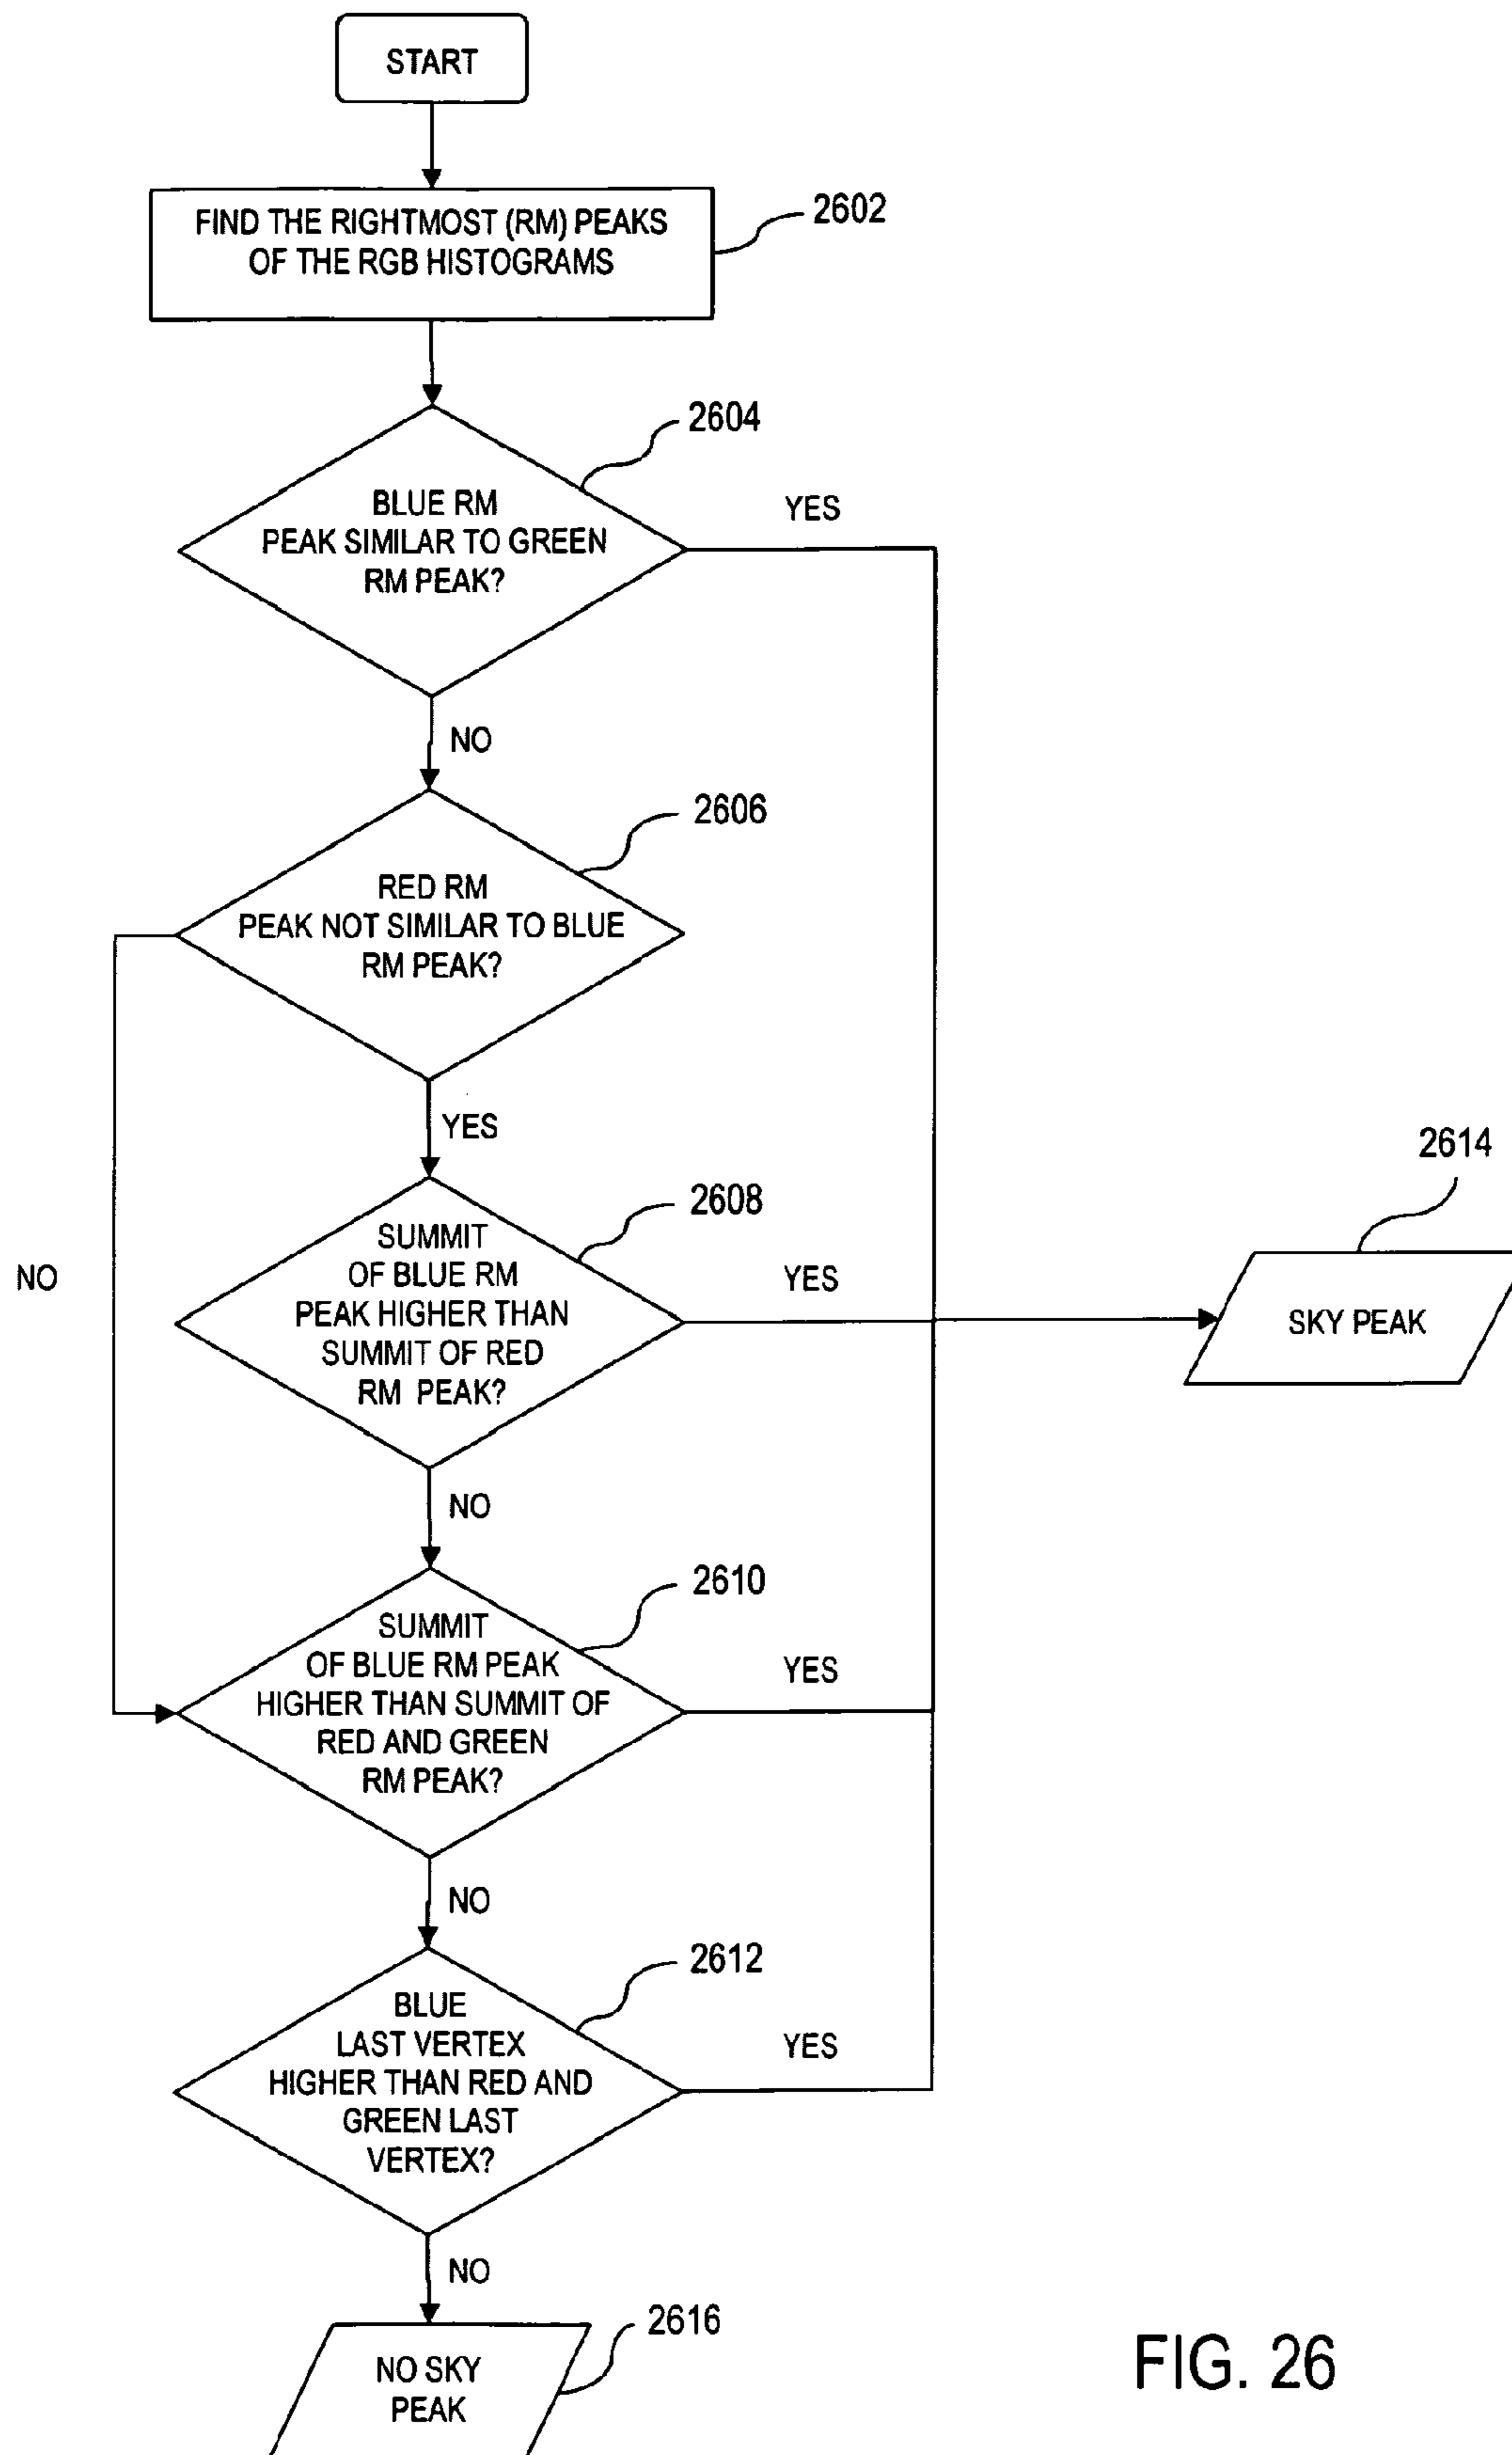 START
FIND THE RIGHTMOST (RM) PEAKS
OF THE RGB HISTOGRAMS
2602
2604
BLUE RM
PEAK SIMILAR TO GREEN
RM PEAK?
YES
NO
2606
RED RM
PEAK NOT SIMILAR TO BLUE
RM PEAK?
YES
NO
2608
SUMMIT
OF BLUE RM
PEAK HIGHER THAN
SUMMIT OF RED
RM PEAK?
YES
2614
SKY PEAK
NO
2610
SUMMIT
OF BLUE RM PEAK
HIGHER THAN SUMMIT OF
RED AND GREEN
RM PEAK?
YES
NO
2612
BLUE
LAST VERTEX
HIGHER THAN RED AND
GREEN LAST
VERTEX?
YES
NO
2616
NO SKY
PEAK
FIG. 26